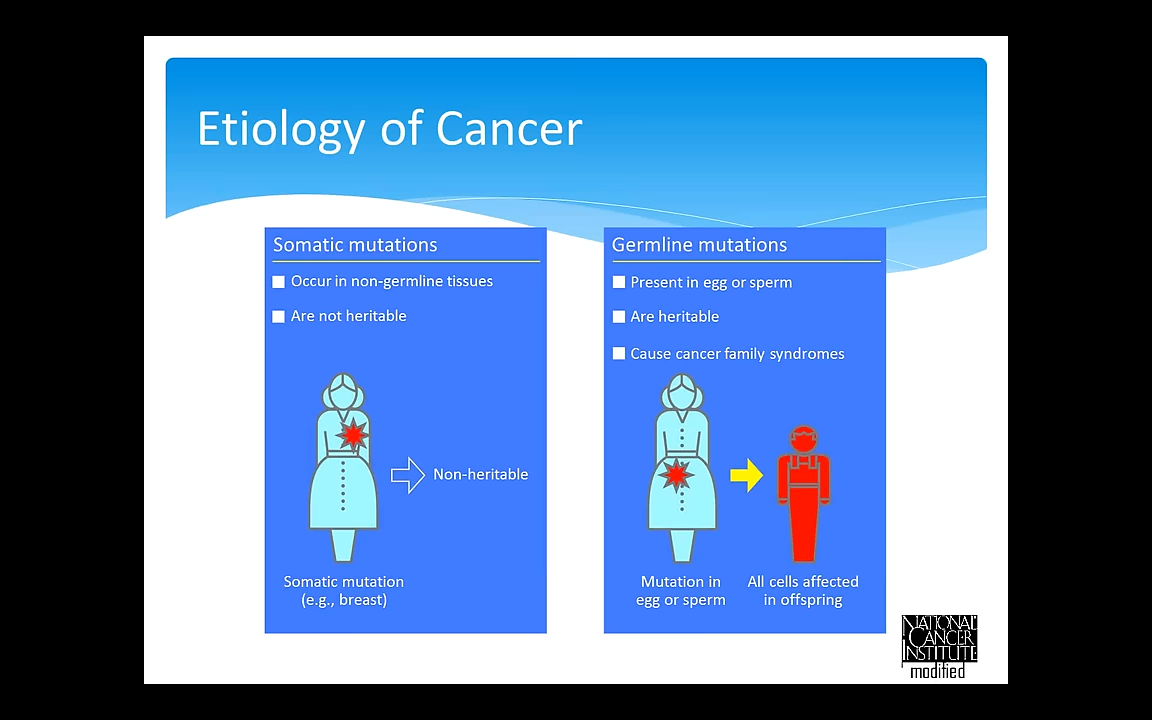 Etiology of Cancer
Somatic mutations
Occur in non-germline tissues
Are not heritable
Non-heritable
Somatic mutation
(e.g., breast)
Germline mutations
Present in egg or sperm
Are heritable
Cause cancer family syndromes
Mutation in
egg or sperm
All cells affected
in offspring
NATIONAL
CANCER
INSTITUTE
modified